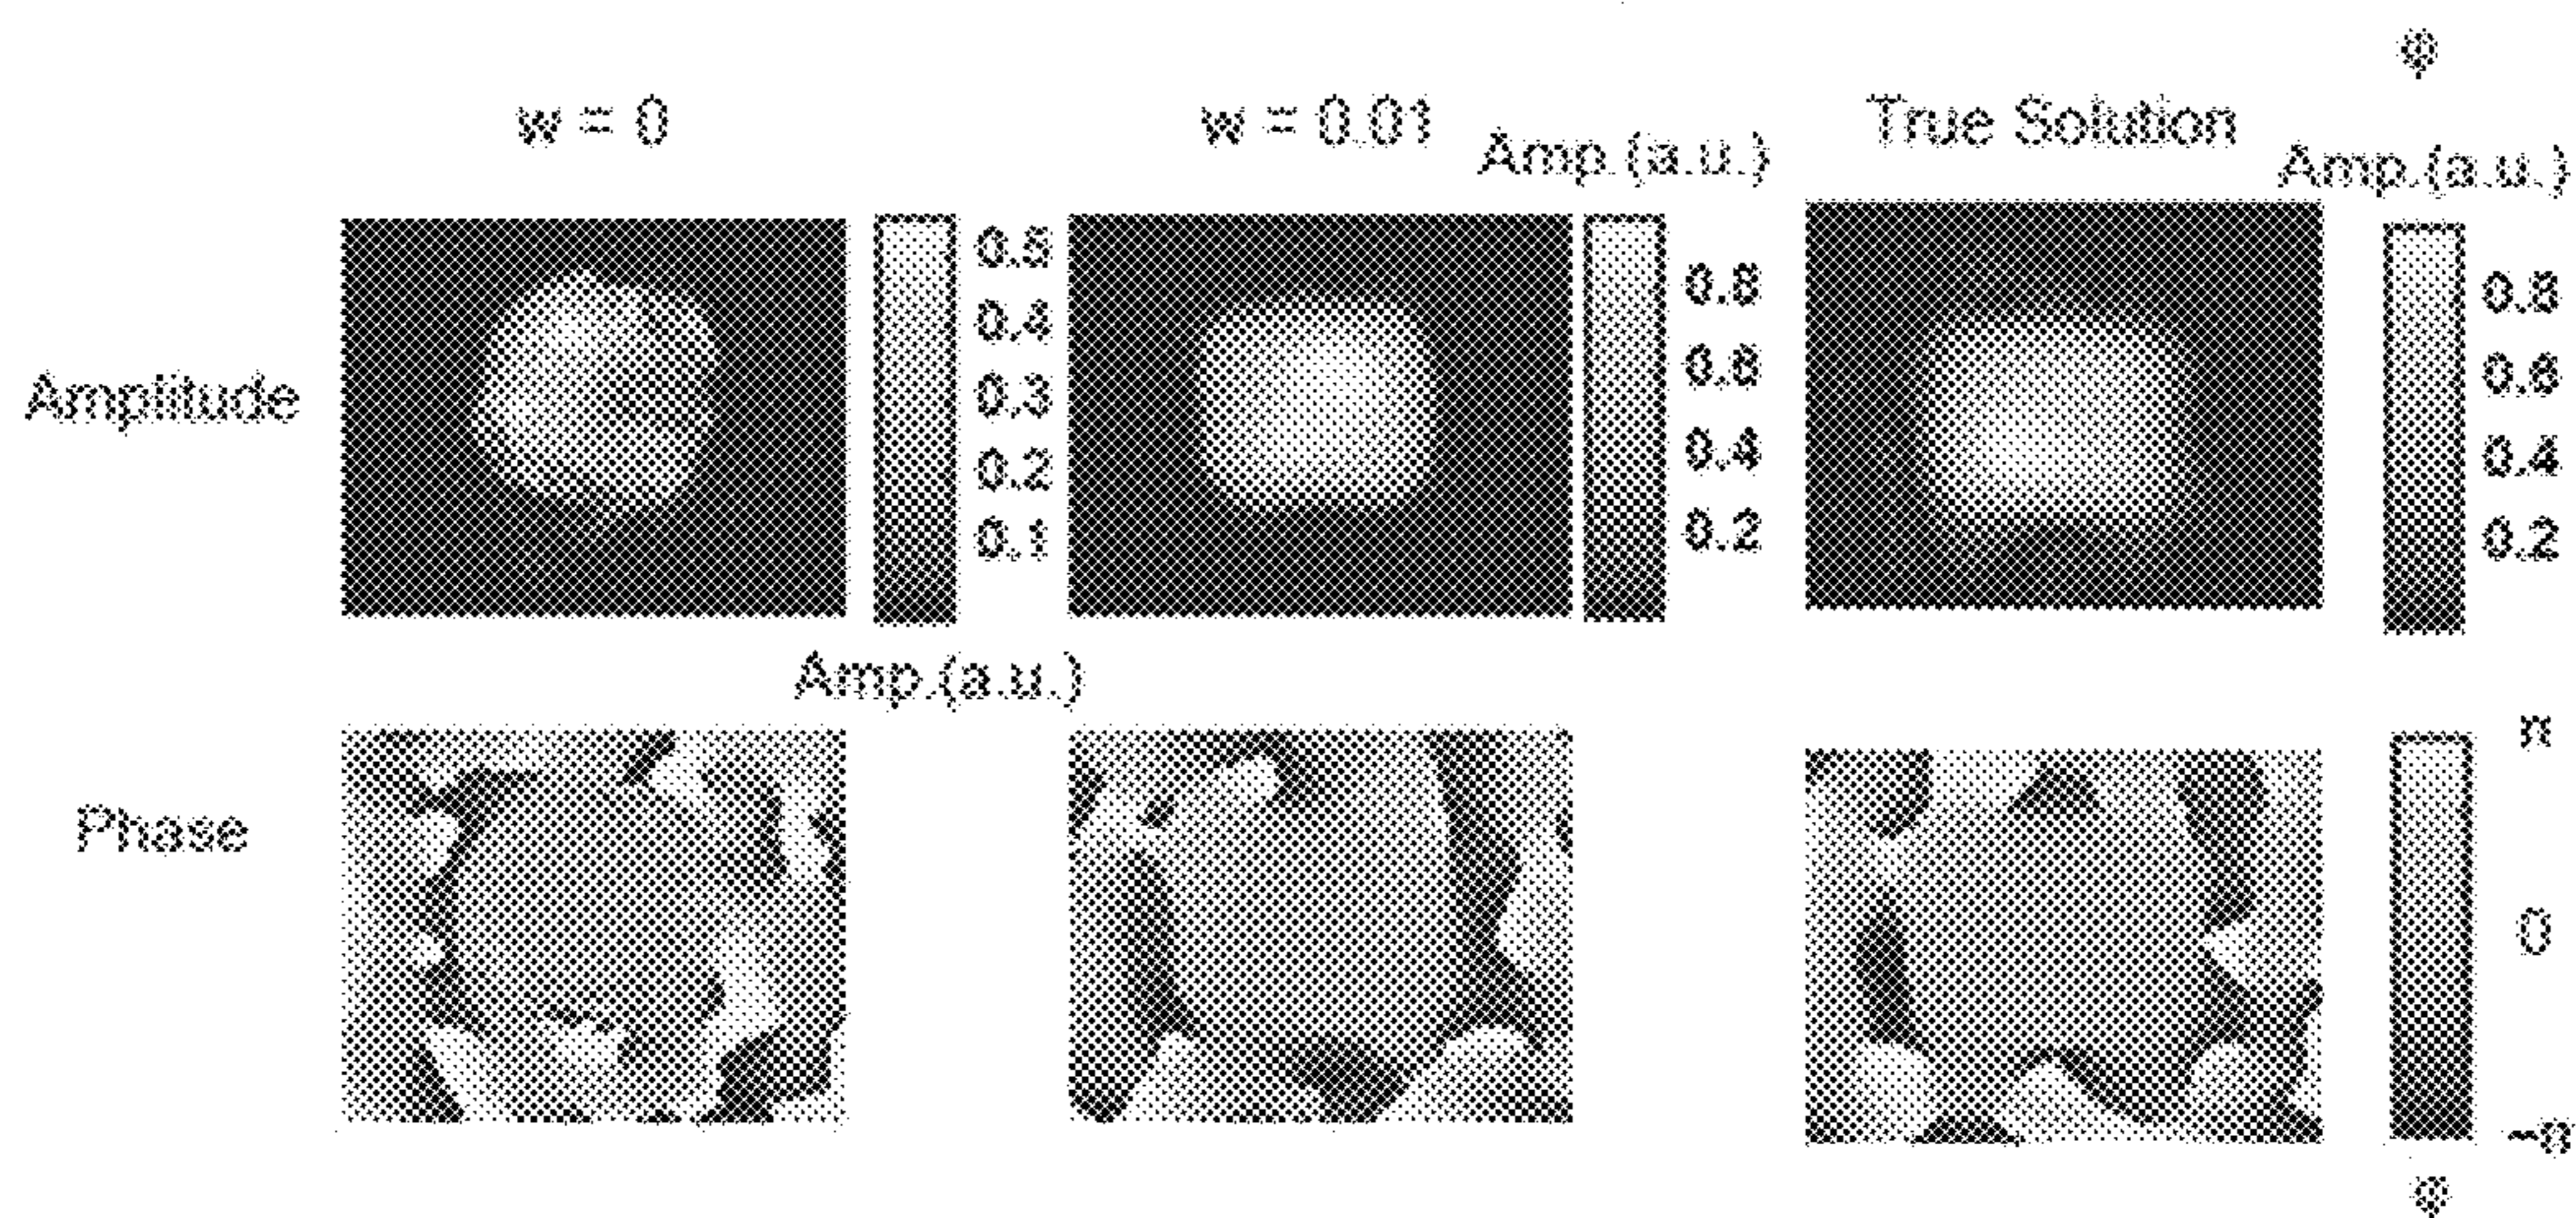 φ
w = 0
w = 0.01
Amp.(a.u.)
True Solution
Amp.(a.u.)
Amplitude
0.5
0.4
0.3
0.2
0.1
0.8
0.6
0.4
0.2
0.8
0.6
0.4
0.2
Amp.(a.u.)
Phase
π
0
-π
φ